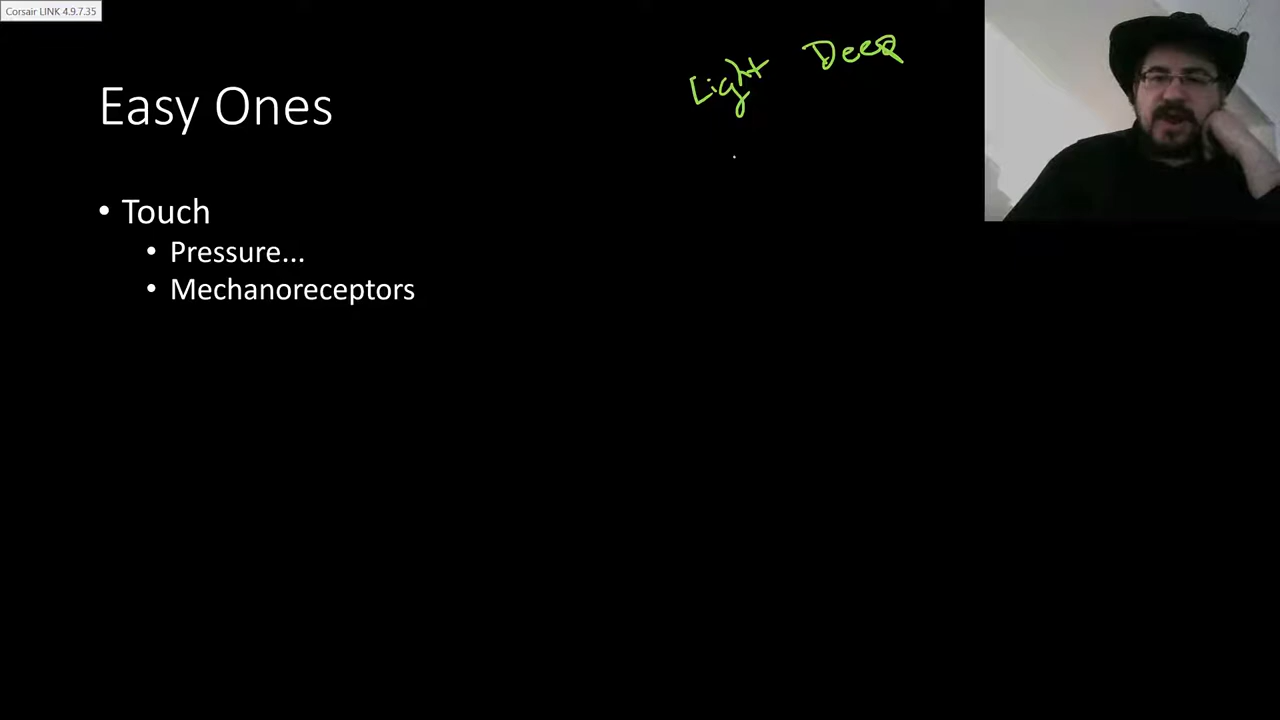 Corsair LINK 4.9.7.35
Light Deep
Easy Ones
• Touch
• Pressure...
• Mechanoreceptors